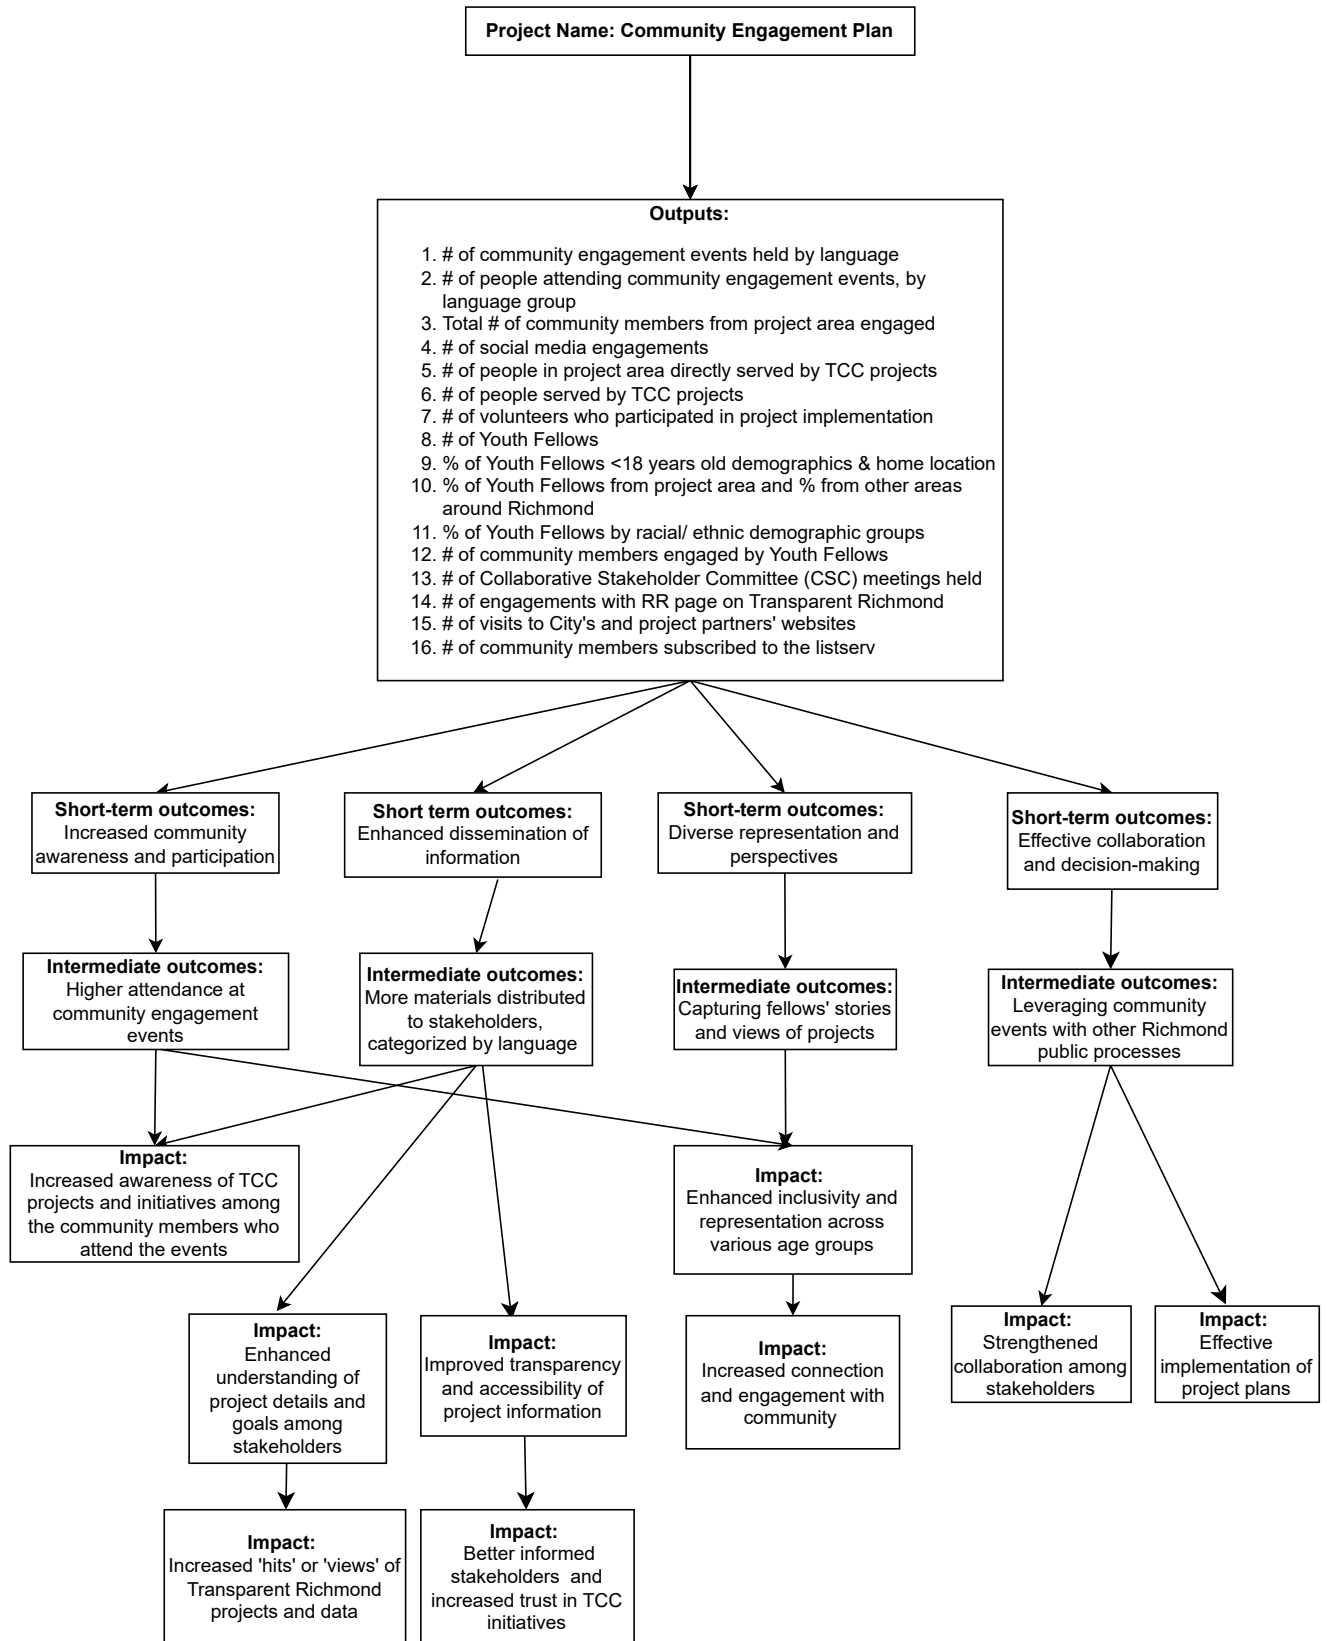 Project Name: Community Engagement Plan
Outputs:
1. # of community engagement events held by language
2. # of people attending community engagement events, by
language group
3. Total # of community members from project area engaged
4. # of social media engagements
5. # of people in project area directly served by TCC projects
6. # of people served by TCC projects
7. # of volunteers who participated in project implementation
8. # of Youth Fellows
9. % of Youth Fellows <18 years old demographics & home location
10. % of Youth Fellows from project area and % from other areas
around Richmond
11. % of Youth Fellows by racial/ ethnic demographic groups
12. # of community members engaged by Youth Fellows
13. # of Collaborative Stakeholder Committee (CSC) meetings held
14. # of engagements with RR page on Transparent Richmond
15. # of visits to City's and project partners' websites
16. # of community members subscribed to the listserv
Short-term outcomes:
Increased community
awareness and participation
Short term outcomes:
Enhanced dissemination of
information
Short-term outcomes:
Diverse representation and
perspectives
Short-term outcomes:
Effective collaboration
and decision-making
Intermediate outcomes:
Higher attendance at
community engagement
events
Intermediate outcomes:
More materials distributed
to stakeholders,
categorized by language
Intermediate outcomes:
Capturing fellows' stories
and views of projects
Intermediate outcomes:
Leveraging community
events with other Richmond
public processes
Impact:
Increased awareness of TCC
projects and initiatives among
the community members who
attend the events
Impact:
Enhanced inclusivity and
representation across
various age groups
Impact:
Enhanced
understanding of
project details and
goals among
stakeholders
Impact:
Improved transparency
and accessibility of
project information
Impact:
Increased connection
and engagement with
community
Impact:
Strengthened
collaboration among
stakeholders
Impact:
Effective
implementation of
project plans
Impact:
Increased 'hits' or 'views' of
Transparent Richmond
projects and data
Impact:
Better informed
stakeholders and
increased trust in TCC
initiatives